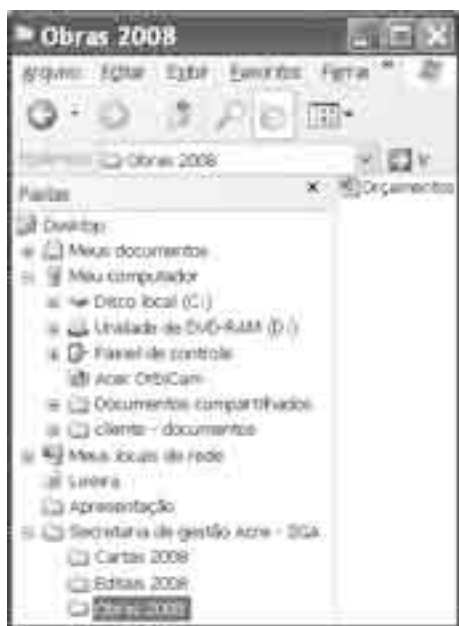 Obras 2008
Arquivo Editar Exibir Favoritos Ferra »
Obras 2008
Pastas × Orçamentos
Desktop
Meus documentos
Meu computador
Disco local (C:)
Unidade de DVD-RAM (D:)
Painel de controle
Acer OrbiCam
Documentos compartilhados
cliente - documentos
Meus locais de rede
Lixeira
Apresentação
Secretaria de gestão Acre - SGA
Cartas 2008
Editais 2008
Obras 2008